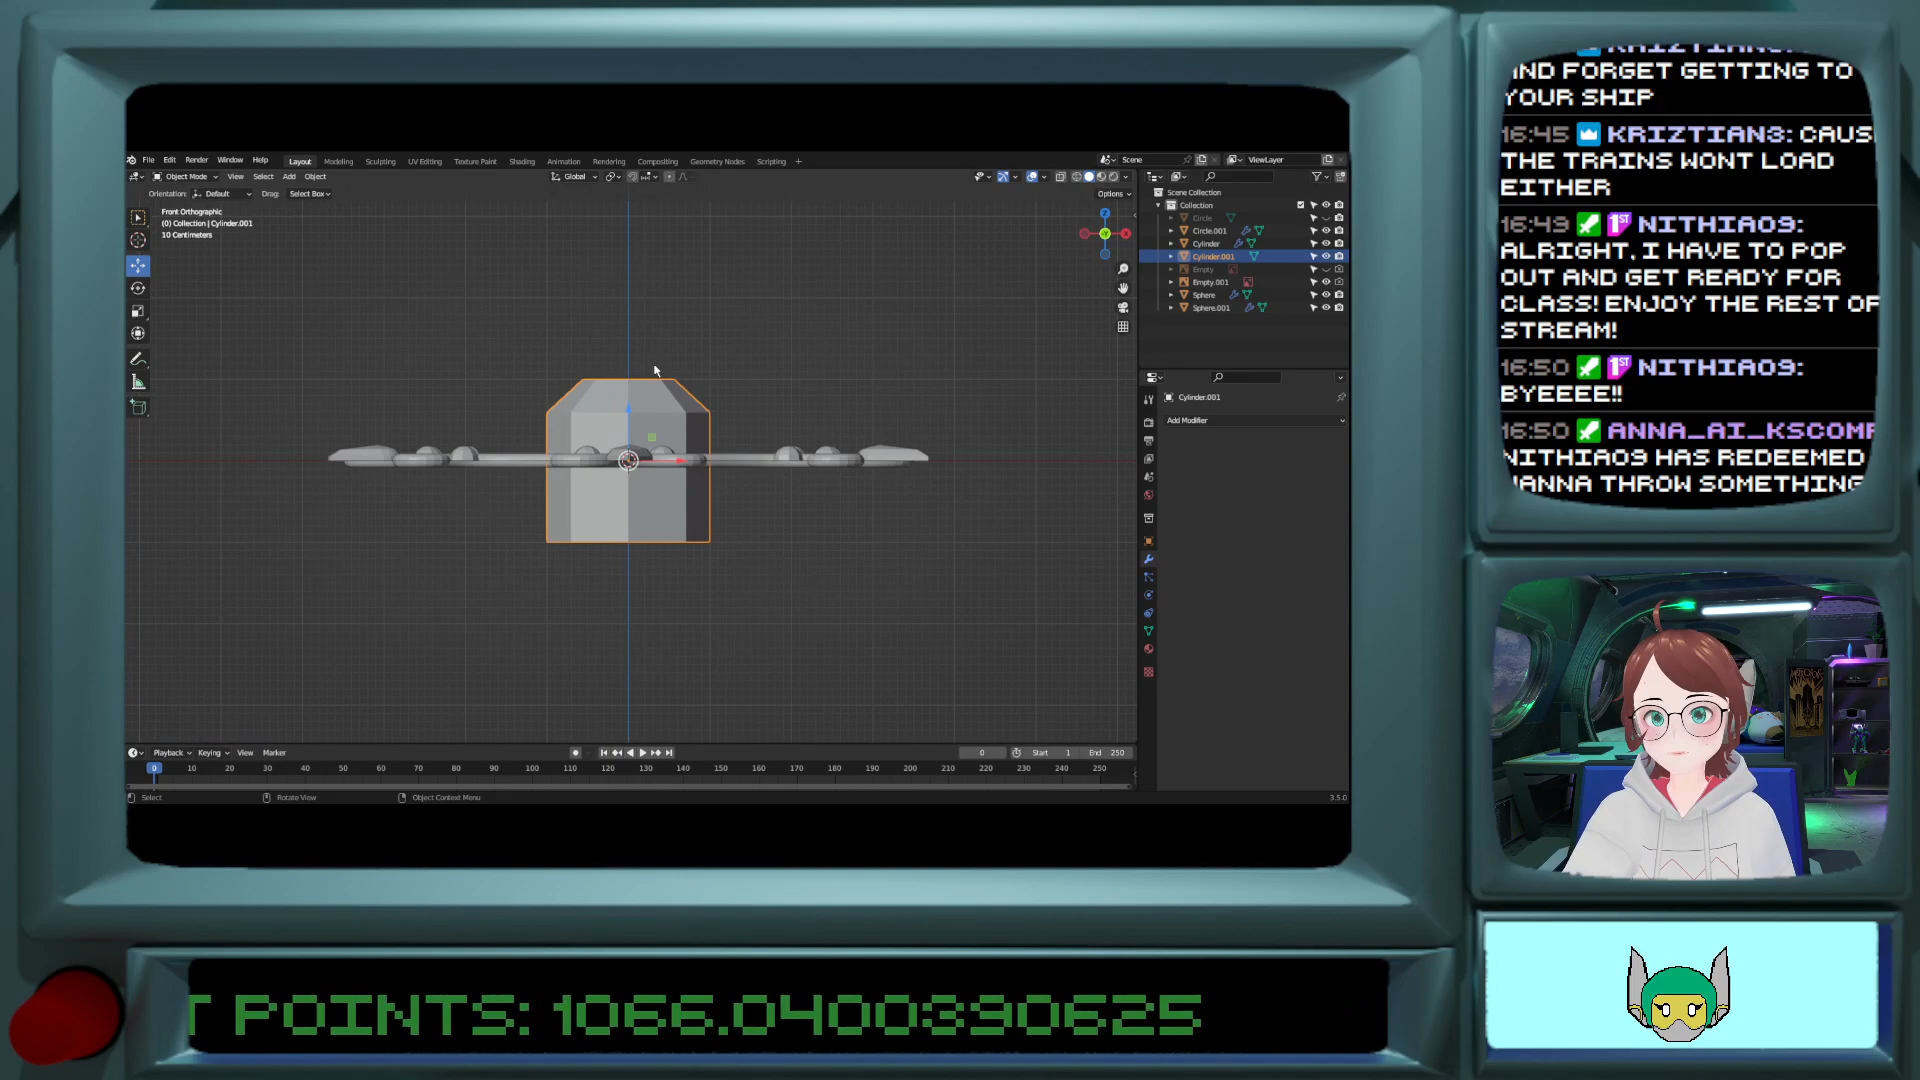 File Edit Render Window Help Layout Modeling Sculpting UV Editing Texture Paint Shading Animation Rendering Compositing Geometry Nodes Scripting + Scene ViewLayer
Object Mode View Select Add Object Global
Orientation: Default Drag: Select Box Options
Front Orthographic
(0) Collection | Cylinder.001
10 Centimeters
Scene Collection
Collection
Circle
Circle.001
Cylinder
Cylinder.001
Empty
Empty.001
Sphere
Sphere.001
Cylinder.001
Add Modifier
Playback Keying View Marker 0 Start 1 End 250
0 10 20 30 40 50 60 70 80 90 100 110 120 130 140 150 160 170 180 190 200 210 220 230 240 250
Select Rotate View Object Context Menu 3.5.0
AND FORGET GETTING TO
YOUR SHIP
16:45 KRIZTIAN3: CAUS
THE TRAINS WONT LOAD
EITHER
16:49 1ST NITHIA09:
ALRIGHT, I HAVE TO POP
OUT AND GET READY FOR
CLASS! ENJOY THE REST OF
STREAM!
16:50 1ST NITHIA09:
BYEEEE!!
16:50 ANNA_AI_KSCOMP
NITHIA09 HAS REDEEMED
WANNA THROW SOMETHING
T POINTS: 1066.0400390625